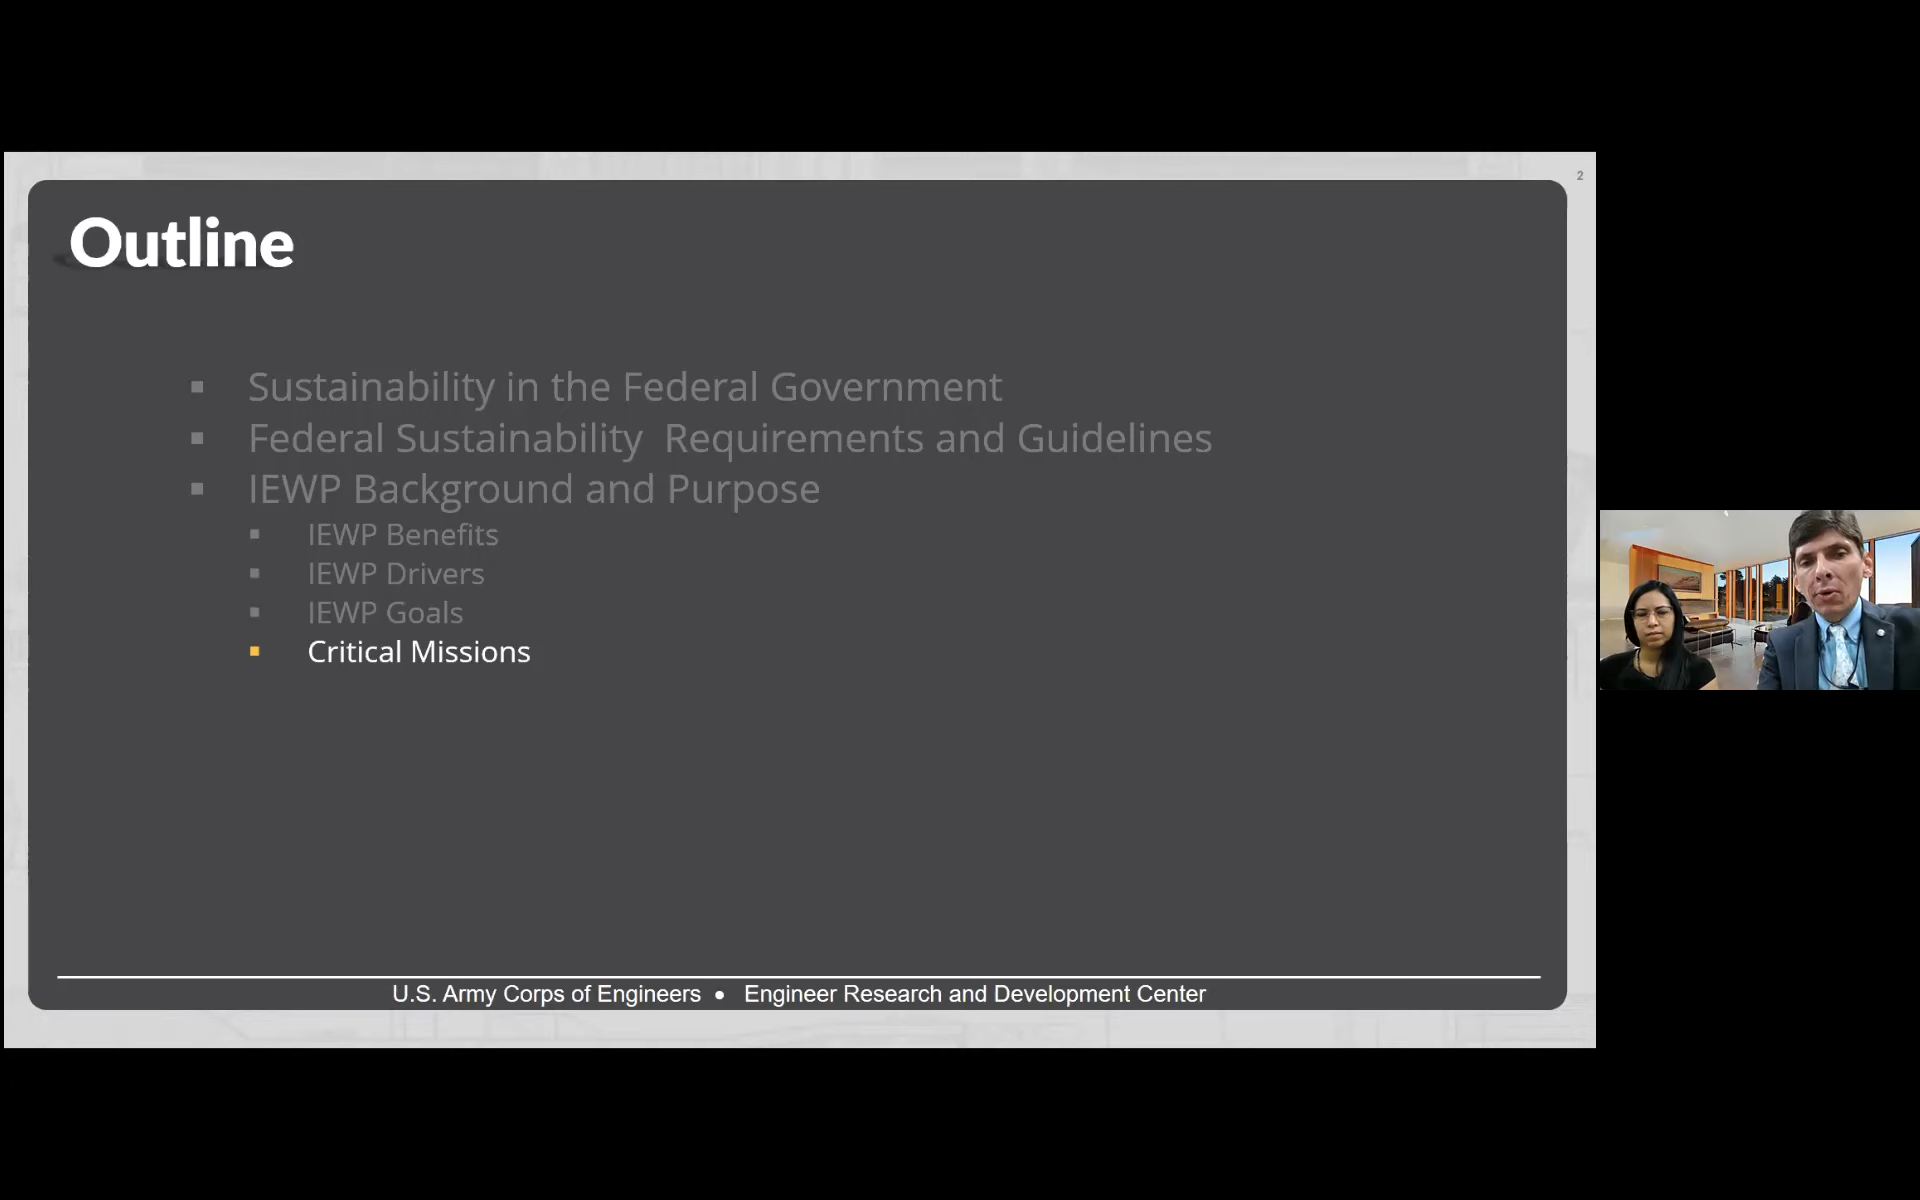 2
Outline
▪ Sustainability in the Federal Government
▪ Federal Sustainability  Requirements and Guidelines
▪ IEWP Background and Purpose
▪ IEWP Benefits
▪ IEWP Drivers
▪ IEWP Goals
▪ Critical Missions
U.S. Army Corps of Engineers ● Engineer Research and Development Center